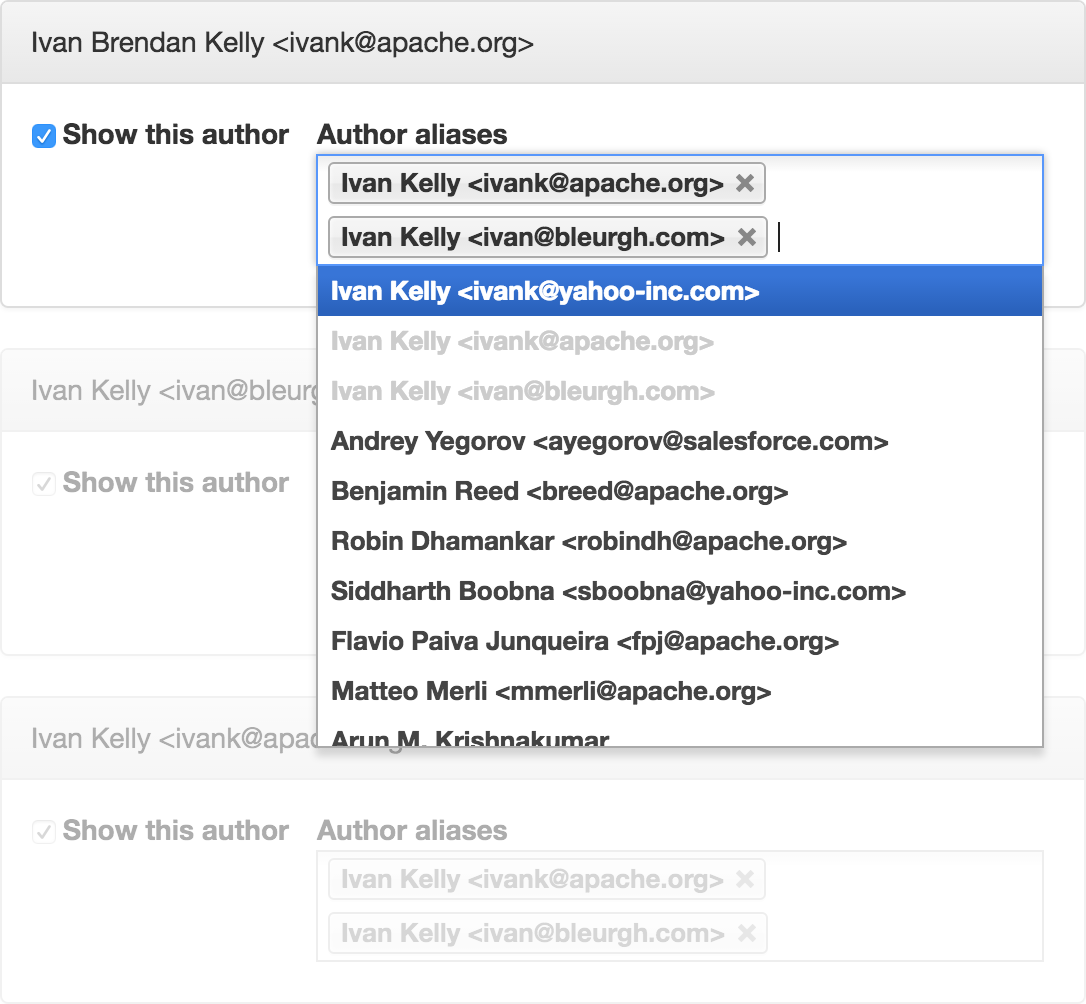 Ivan Brendan Kelly <ivank@apache.org>
Show this author
Author aliases
Ivan Kelly <ivank@apache.org>
Ivan Kelly <ivan@bleurgh.com>
Ivan Kelly <ivank@yahoo-inc.com>
Ivan Kelly <ivank@apache.org>
Ivan Kelly <ivan@bleurgh.com>
Andrey Yegorov <ayegorov@salesforce.com>
Benjamin Reed <breed@apache.org>
Robin Dhamankar <robindh@apache.org>
Siddharth Boobna <sboobna@yahoo-inc.com>
Flavio Paiva Junqueira <fpj@apache.org>
Matteo Merli <mmerli@apache.org>
Arun M. Krishnakumar
Ivan Kelly <ivan@bleurg
Show this author
Ivan Kelly <ivank@apac
Show this author
Author aliases
Ivan Kelly <ivank@apache.org>
Ivan Kelly <ivan@bleurgh.com>